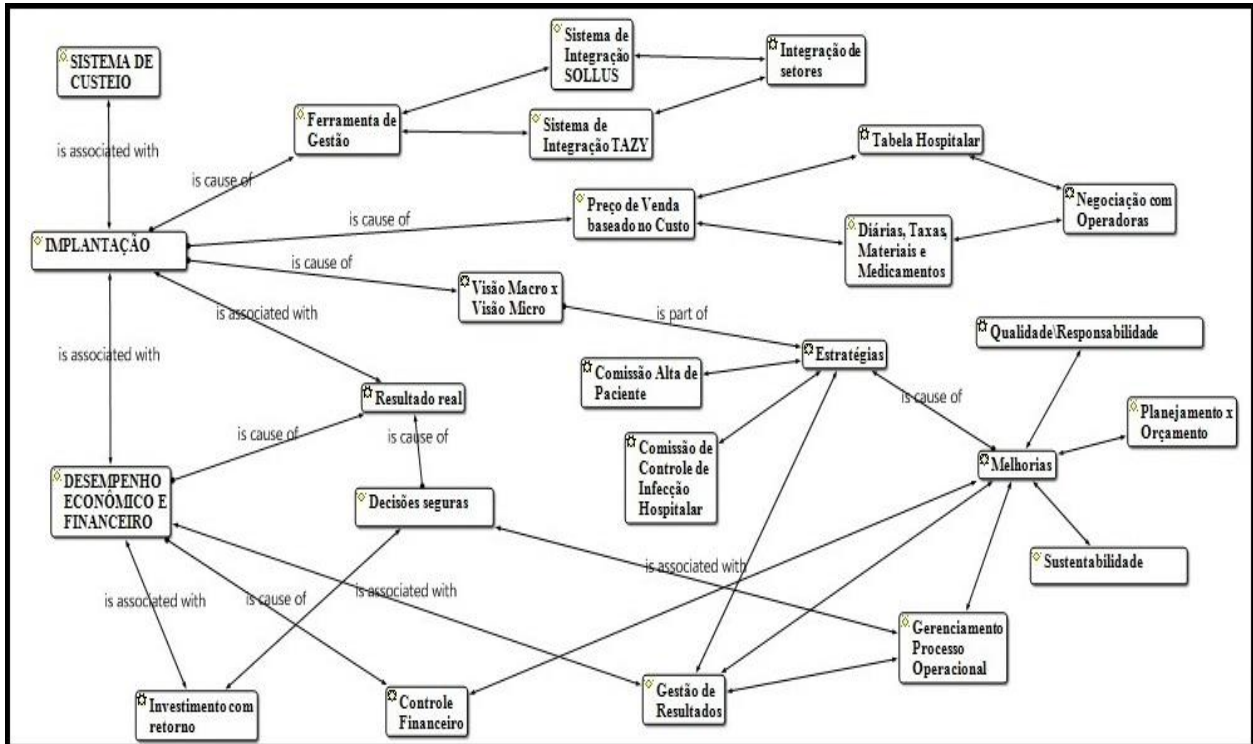 SISTEMA DE
CUSTEIO
Sistema de
Integração
SOLLUS
Integração de
setores
is associated with
Ferramenta de
Gestão
Sistema de
Integração TAZY
Tabela Hospitalar
is cause of
Preço de Venda
baseado no Custo
is cause of
Negociação com
Operadoras
IMPLANTAÇÃO
Diárias, Taxas,
Materiais e
Medicamentos
is cause of
Visão Macro x
Visão Micro
is associated with
is part of
Qualidade\Responsabilidade
is associated with
Estratégias
Comissão Alta de
Paciente
Resultado real
is cause of
Planejamento x
Orçamento
is cause of
is cause of
Comissão de
Controle de
Infecção
Hospitalar
Melhorias
DESEMPENHO
ECONÔMICO E
FINANCEIRO
Decisões seguras
Sustentabilidade
is associated with
is associated with
is cause of
is associated with
Gerenciamento
Processo
Operacional
Investimento com
retorno
Controle
Financeiro
Gestão de
Resultados